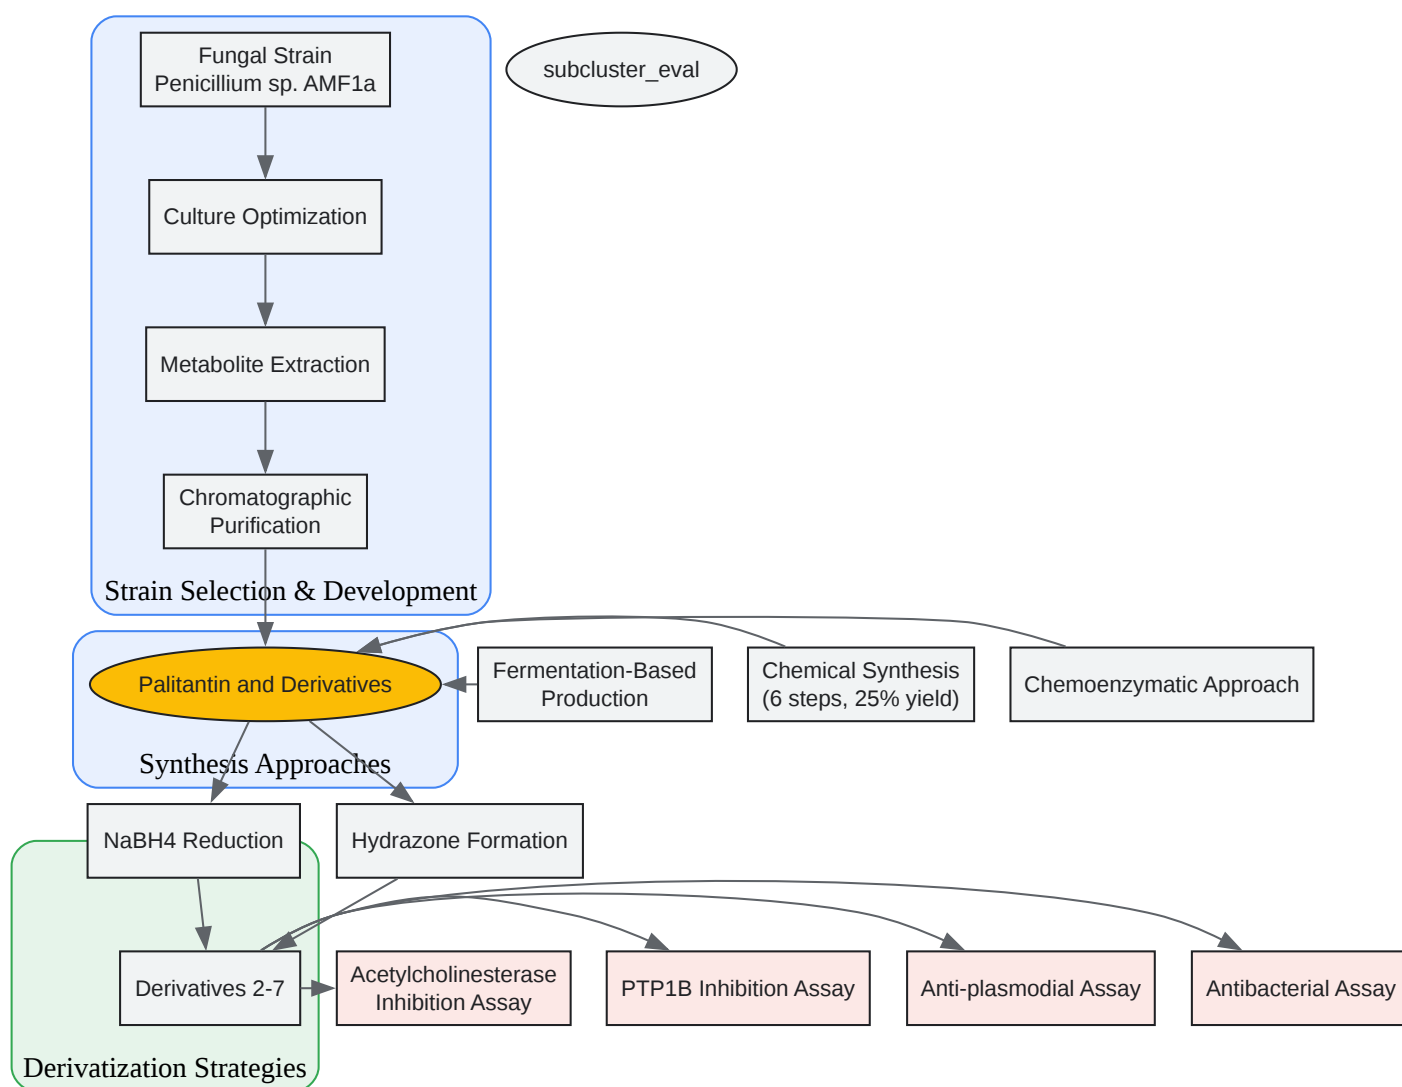 Fungal Strain
Penicillium sp. AMF1a
subcluster_eval
Culture Optimization
Metabolite Extraction
Chromatographic
Purification
Strain Selection & Development
Palitantin and Derivatives
Fermentation-Based
Production
Chemical Synthesis
(6 steps, 25% yield)
Chemoenzymatic Approach
Synthesis Approaches
NaBH4 Reduction
Hydrazone Formation
Derivatives 2-7
Acetylcholinesterase
Inhibition Assay
PTP1B Inhibition Assay
Anti-plasmodial Assay
Antibacterial Assay
Derivatization Strategies